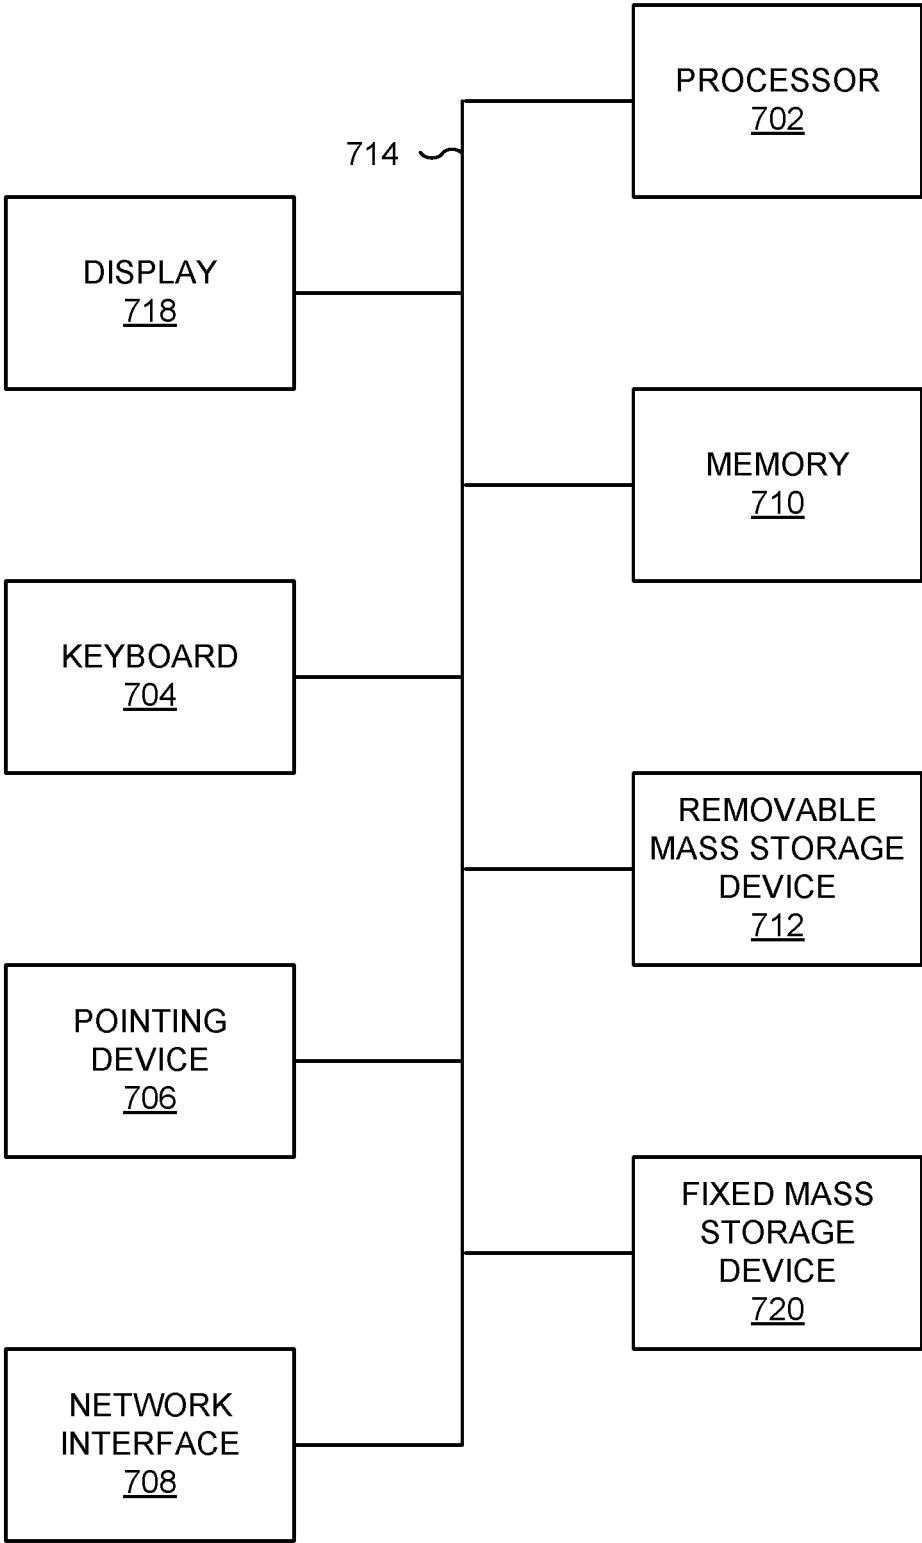 PROCESSOR
702
714
DISPLAY
718
MEMORY
710
KEYBOARD
704
REMOVABLE
MASS STORAGE
DEVICE
712
POINTING
DEVICE
706
FIXED MASS
STORAGE
DEVICE
720
NETWORK
INTERFACE
708